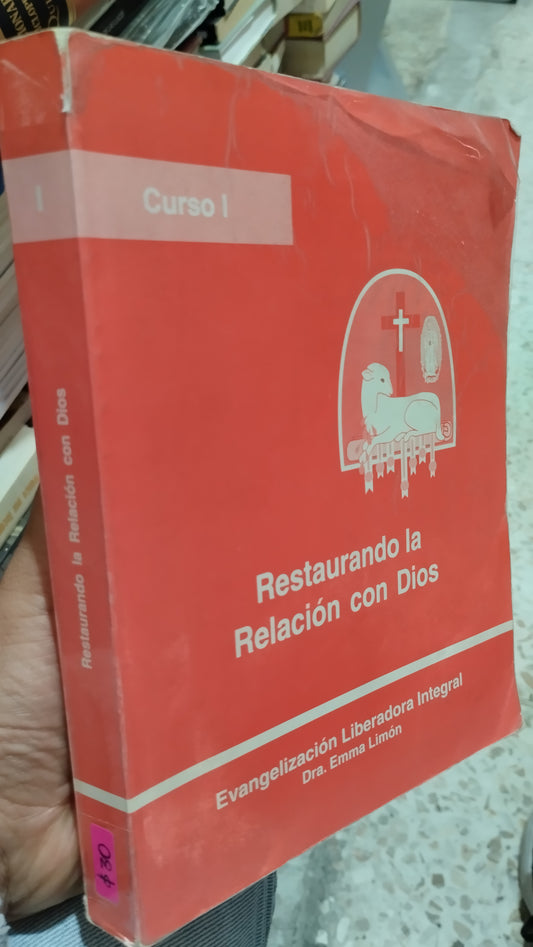 I
Curso I
Restaurando la Relación con Dios
Restaurando la
Relación con Dios
Evangelización Liberadora Integral
Dra. Emma Limón
$30